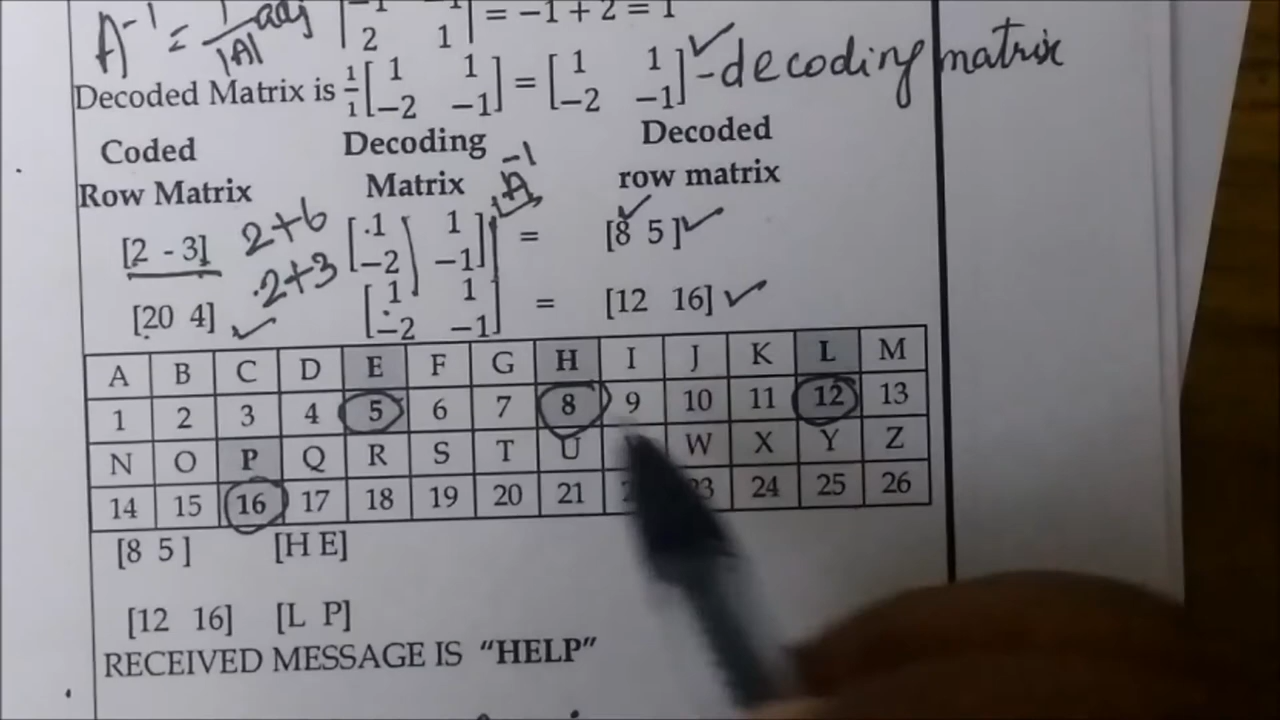 A⁻¹ = 1/|A| adj |−1 −1| = −1 + 2 = 1
2 1
Decoded Matrix is 1/1 [1 1] = [1 1] - decoding matrix
[−2 −1] [−2 −1]
Coded Decoding Decoded
Row Matrix Matrix A⁻¹ row matrix
[2 - 3] 2+6 [1 1] = [8 5]
2+3 [−2 −1]
[20 4] [1 1] = [12 16]
[−2 −1]
A B C D E F G H I J K L M
1 2 3 4 5 6 7 8 9 10 11 12 13
N O P Q R S T U W X Y Z
14 15 16 17 18 19 20 21 24 25 26
[8 5] [H E]
[12 16] [L P]
RECEIVED MESSAGE IS “HELP”